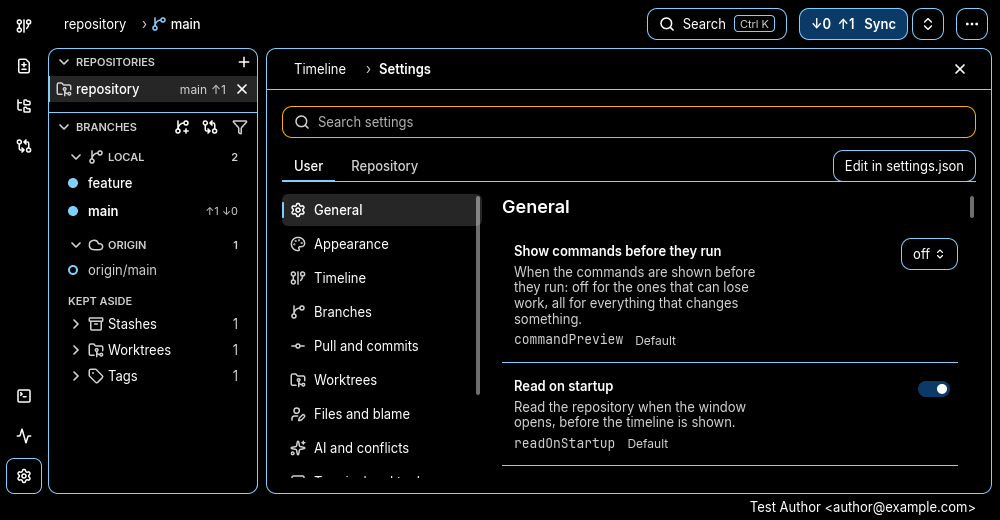 repository
main
Search Ctrl K
↓0 ↑1 Sync
REPOSITORIES
repository main ↑1
BRANCHES
LOCAL 2
feature
main ↑1 ↓0
ORIGIN 1
origin/main
KEPT ASIDE
Stashes 1
Worktrees 1
Tags 1
Timeline › Settings
Search settings
User Repository Edit in settings.json
General
Appearance
Timeline
Branches
Pull and commits
Worktrees
Files and blame
AI and conflicts
General
Show commands before they run
off
When the commands are shown before
they run: off for the ones that can lose
work, all for everything that changes
something.
commandPreview Default
Read on startup
Read the repository when the window
opens, before the timeline is shown.
readOnStartup Default
Test Author <author@example.com>